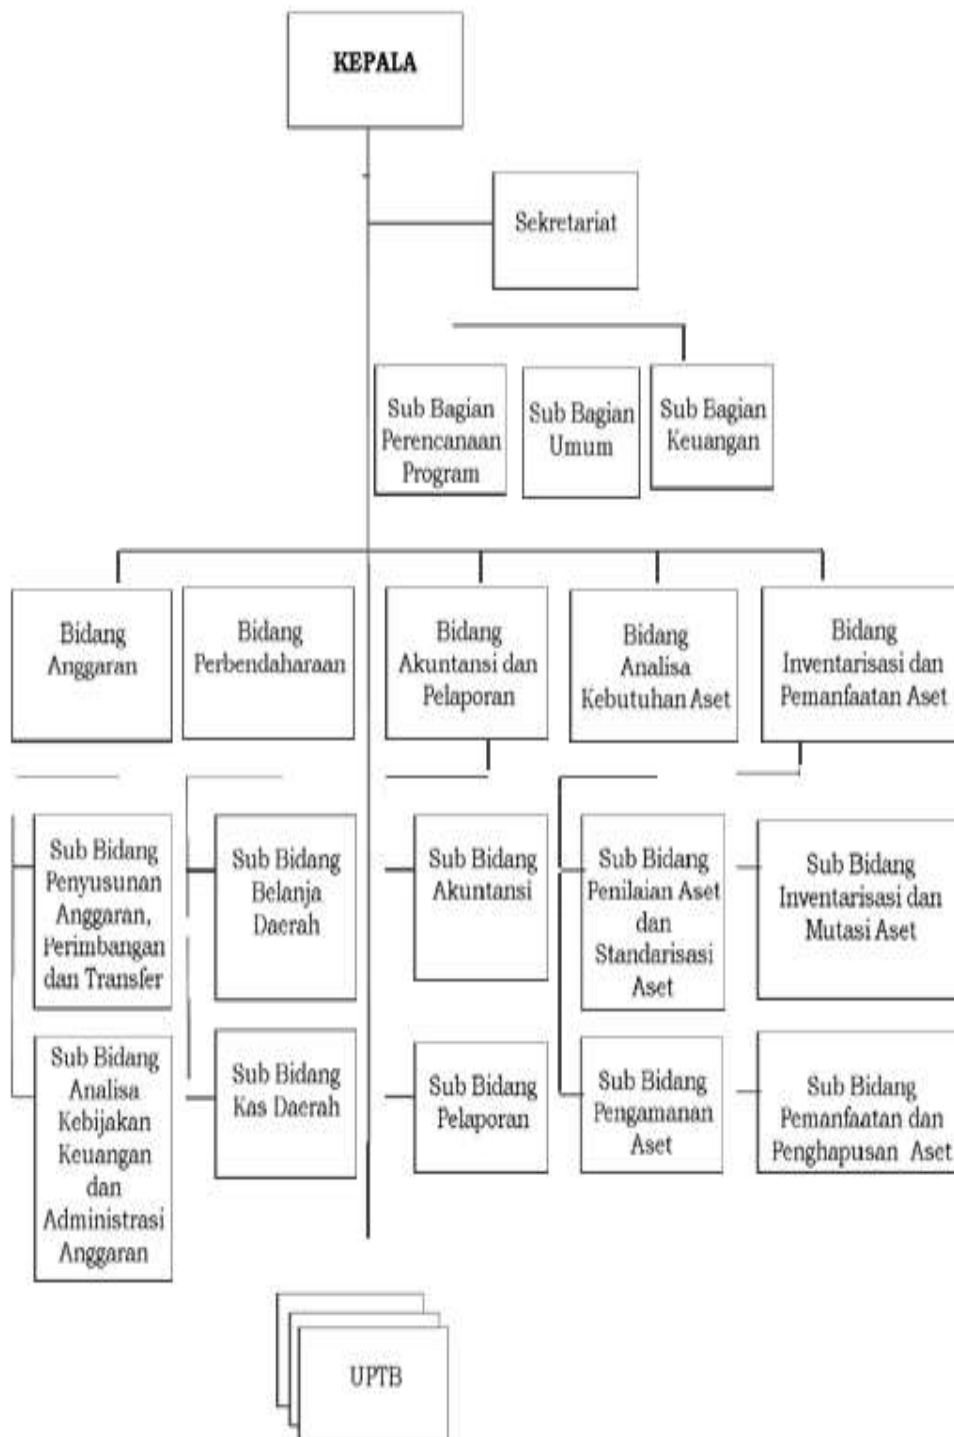 KEPALA
Sekretariat
Sub Bagian
Perencanaan
Program
Sub Bagian
Umum
Sub Bagian
Keuangan
Bidang
Anggaran
Bidang
Perbendaharaan
Bidang
Akuntansi dan
Pelaporan
Bidang
Analisa
Kebutuhan Aset
Bidang
Inventarisasi dan
Pemanfaatan Aset
Sub Bidang
Penyusunan
Anggaran,
Perimbangan
dan Transfer
Sub Bidang
Belanja
Daerah
Sub Bidang
Akuntansi
Sub Bidang
Penilaian Aset
dan
Standarisasi
Aset
Sub Bidang
Inventarisasi dan
Mutasi Aset
Sub Bidang
Analisa
Kebijakan
Keuangan
dan
Administrasi
Anggaran
Sub Bidang
Kas Daerah
Sub Bidang
Pelaporan
Sub Bidang
Pengamanan
Aset
Sub Bidang
Pemanfaatan dan
Penghapusan Aset
UPTB